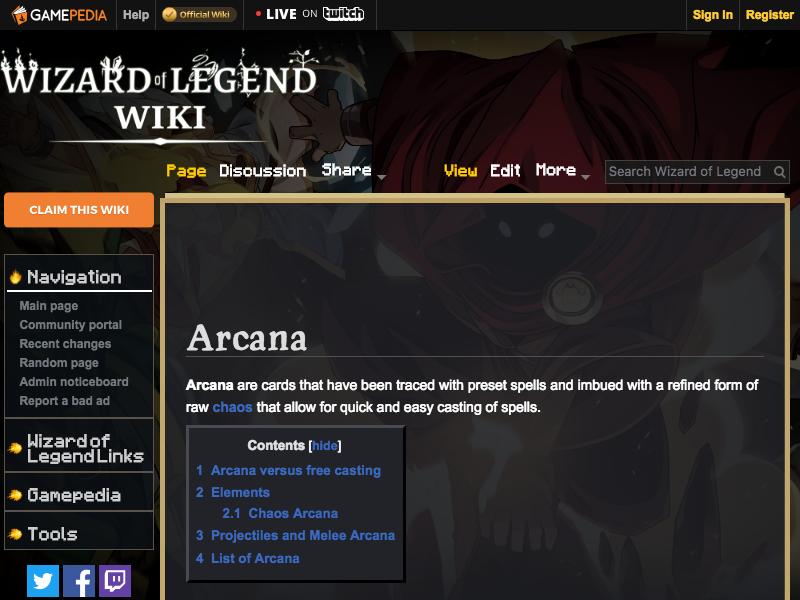 GAMEPEDIA Help Official Wiki LIVE ON twitch Sign In Register
WIZARD of LEGEND
WIKI
Page Discussion Share View Edit More Search Wizard of Legend
CLAIM THIS WIKI
Navigation
Main page
Community portal
Recent changes
Random page
Admin noticeboard
Report a bad ad
Wizard of
Legend Links
Gamepedia
Tools
Arcana
Arcana are cards that have been traced with preset spells and imbued with a refined form of
raw chaos that allow for quick and easy casting of spells.
Contents [hide]
1 Arcana versus free casting
2 Elements
2.1 Chaos Arcana
3 Projectiles and Melee Arcana
4 List of Arcana